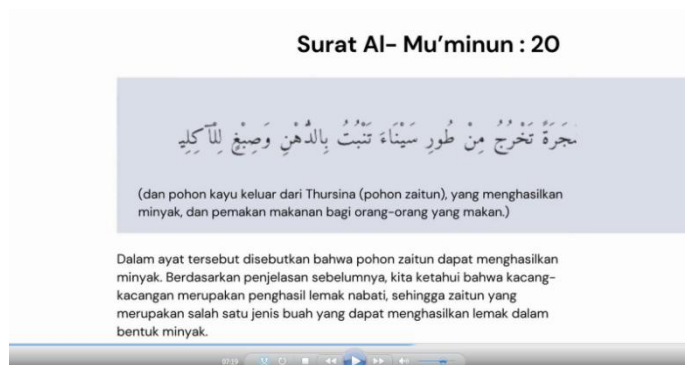 Surat Al- Mu’minun : 20
تَخْرُجُ مِنْ طُورِ سَيْنَاءَ تَنْبُتُ بِالدُّهْنِ وَصِبْغٍ
(dan pohon kayu keluar dari Thursina (pohon zaitun), yang menghasilkan
minyak, dan pemakan makanan bagi orang-orang yang makan.)
Dalam ayat tersebut disebutkan bahwa pohon zaitun dapat menghasilkan
minyak. Berdasarkan penjelasan sebelumnya, kita ketahui bahwa kacang-
kacangan merupakan penghasil lemak nabati, sehingga zaitun yang
merupakan salah satu jenis buah yang dapat menghasilkan lemak dalam
bentuk minyak.
07:19